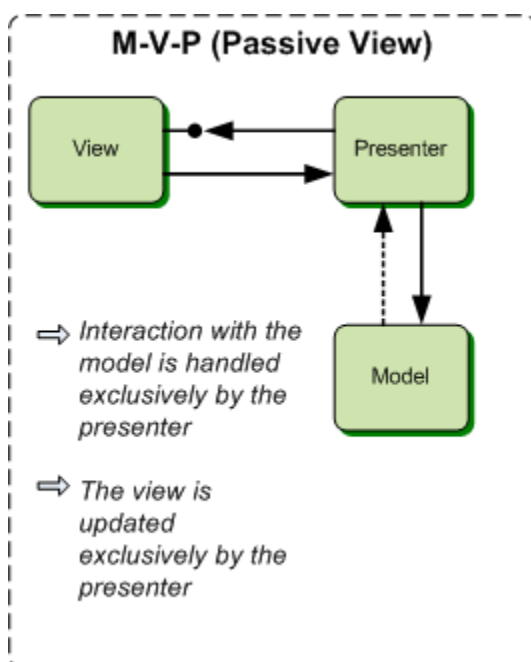 M-V-P (Passive View)
View
Presenter
Model
Interaction with the
model is handled
exclusively by the
presenter
The view is
updated
exclusively by the
presenter